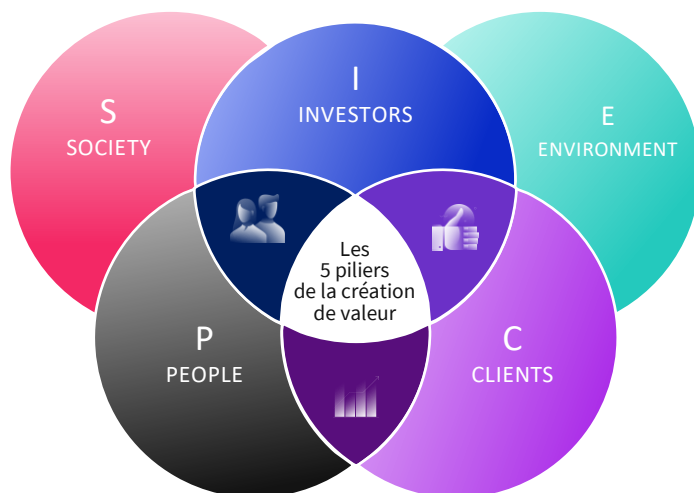 S
SOCIETY
I
INVESTORS
E
ENVIRONMENT
Les
5 piliers
de la création
de valeur
P
PEOPLE
C
CLIENTS